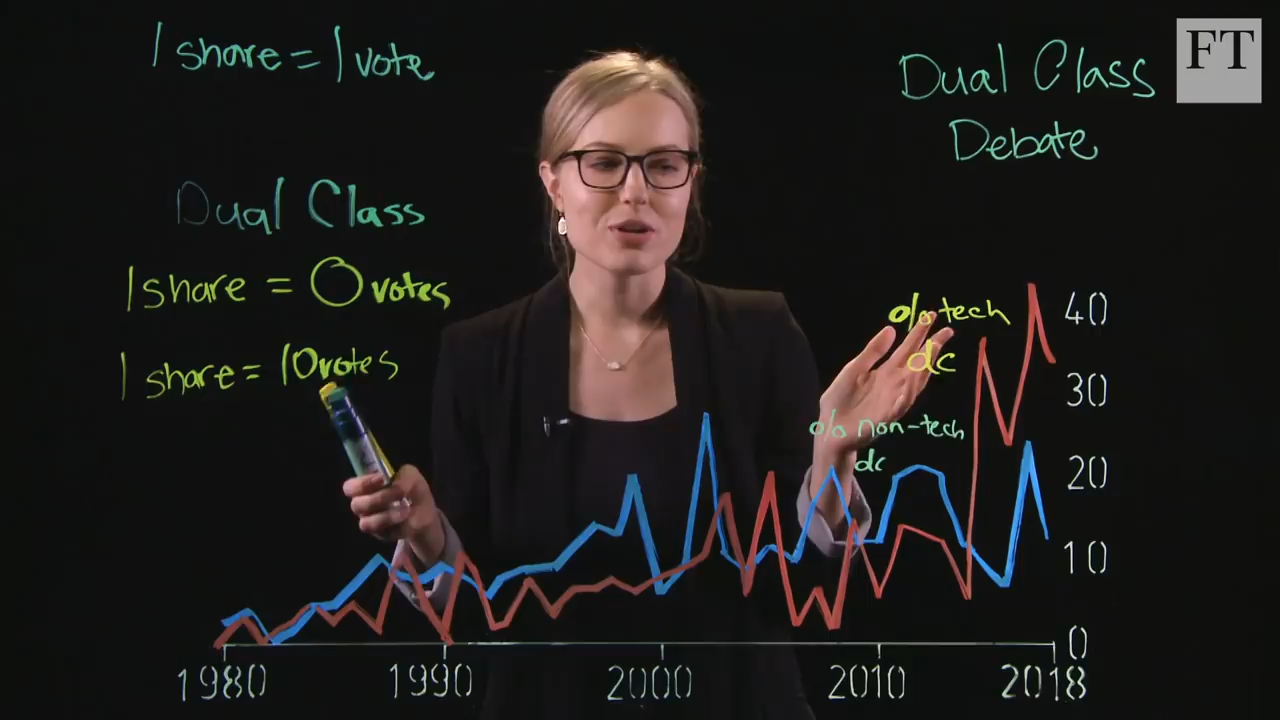 1 share = 1 vote
Dual Class
1 share = 0 votes
1 share = 10 votes
FT
Dual Class
Debate
% tech
dc
% non-tech
dc
40
30
20
10
0
1980 1990 2000 2010 2018